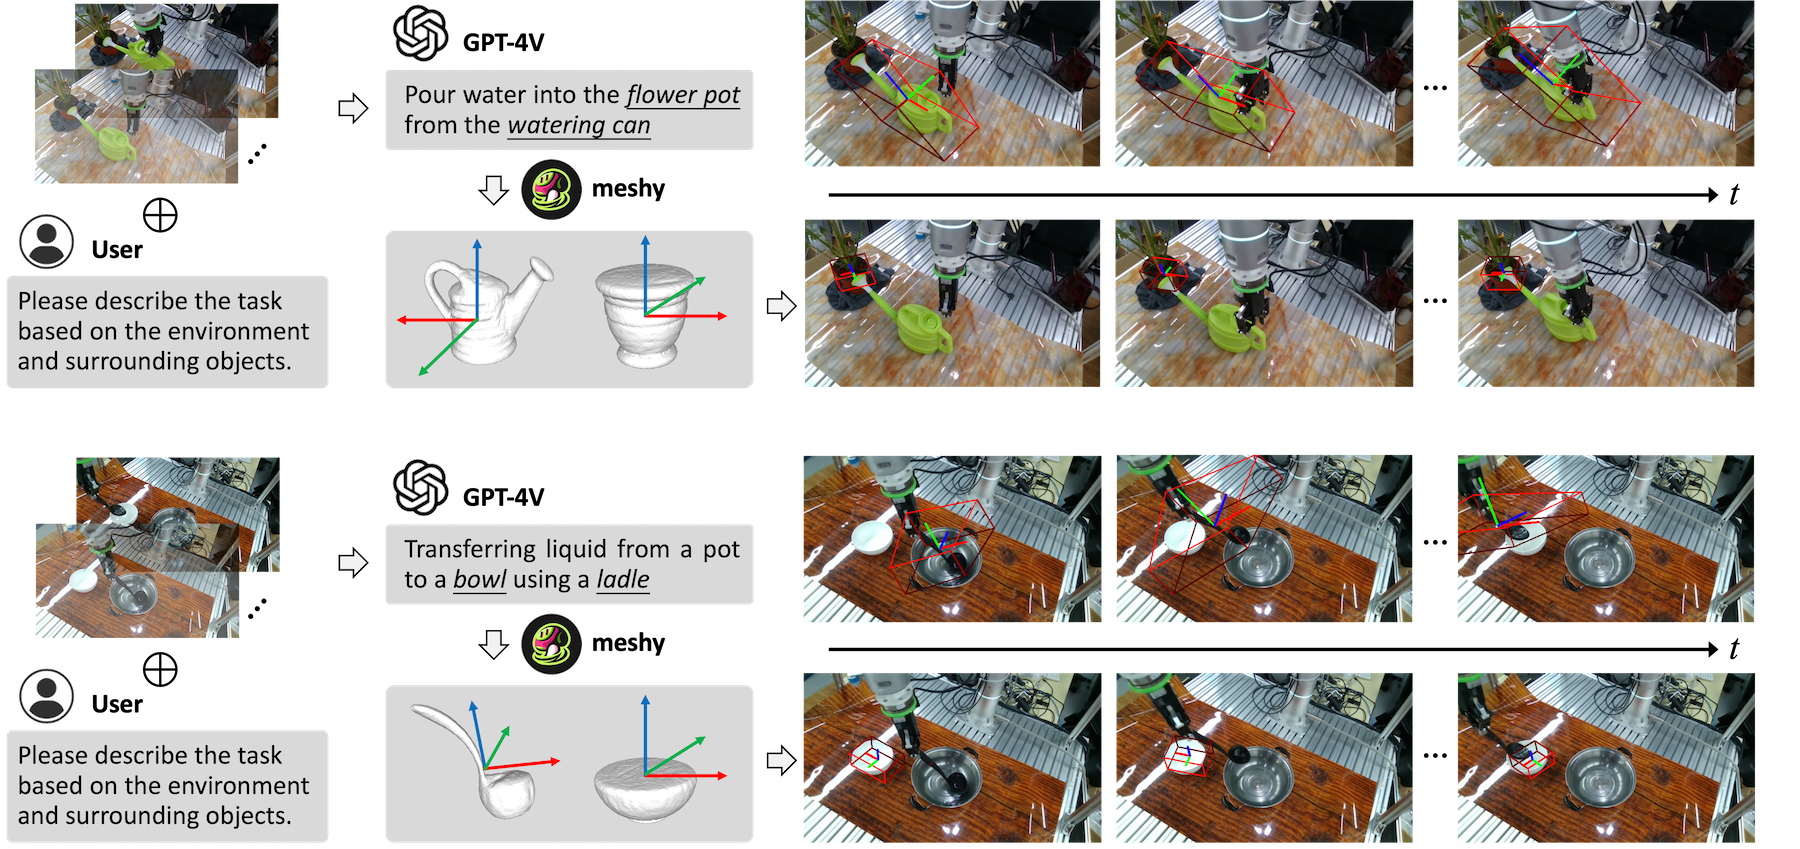 GPT-4V
Pour water into the flower pot
from the watering can
meshy
User
Please describe the task
based on the environment
and surrounding objects.
...
t
...
GPT-4V
Transferring liquid from a pot
to a bowl using a ladle
meshy
User
Please describe the task
based on the environment
and surrounding objects.
...
t
...